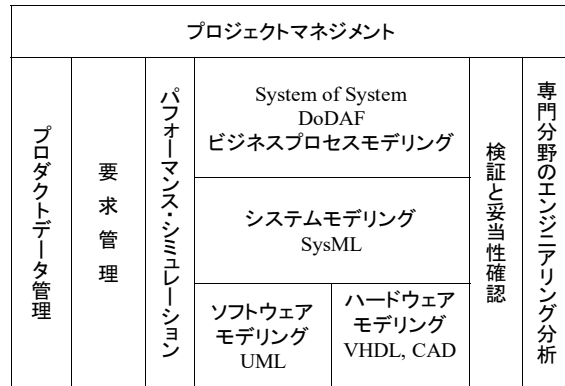 プロジェクトマネジメント
プロダクトデータ管理
要求管理
パフォーマンス・シミュレーション
System of System
DoDAF
ビジネスプロセスモデリング
システムモデリング
SysML
ソフトウェア
モデリング
UML
ハードウェア
モデリング
VHDL, CAD
検証と妥当性確認
専門分野のエンジニアリング分析